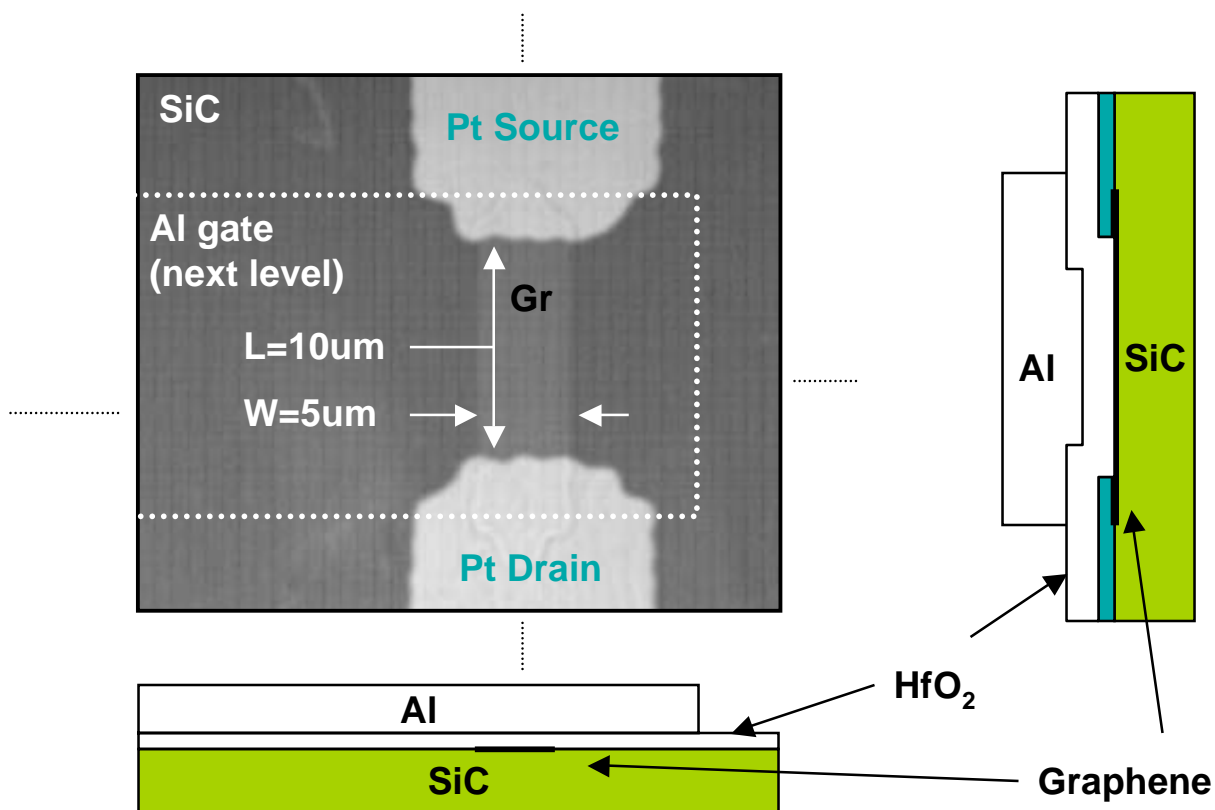 SiC
Pt Source
Al gate
(next level)
Gr
L=10um
W=5um
Pt Drain
Al
SiC
HfO₂
Al
SiC
Graphene